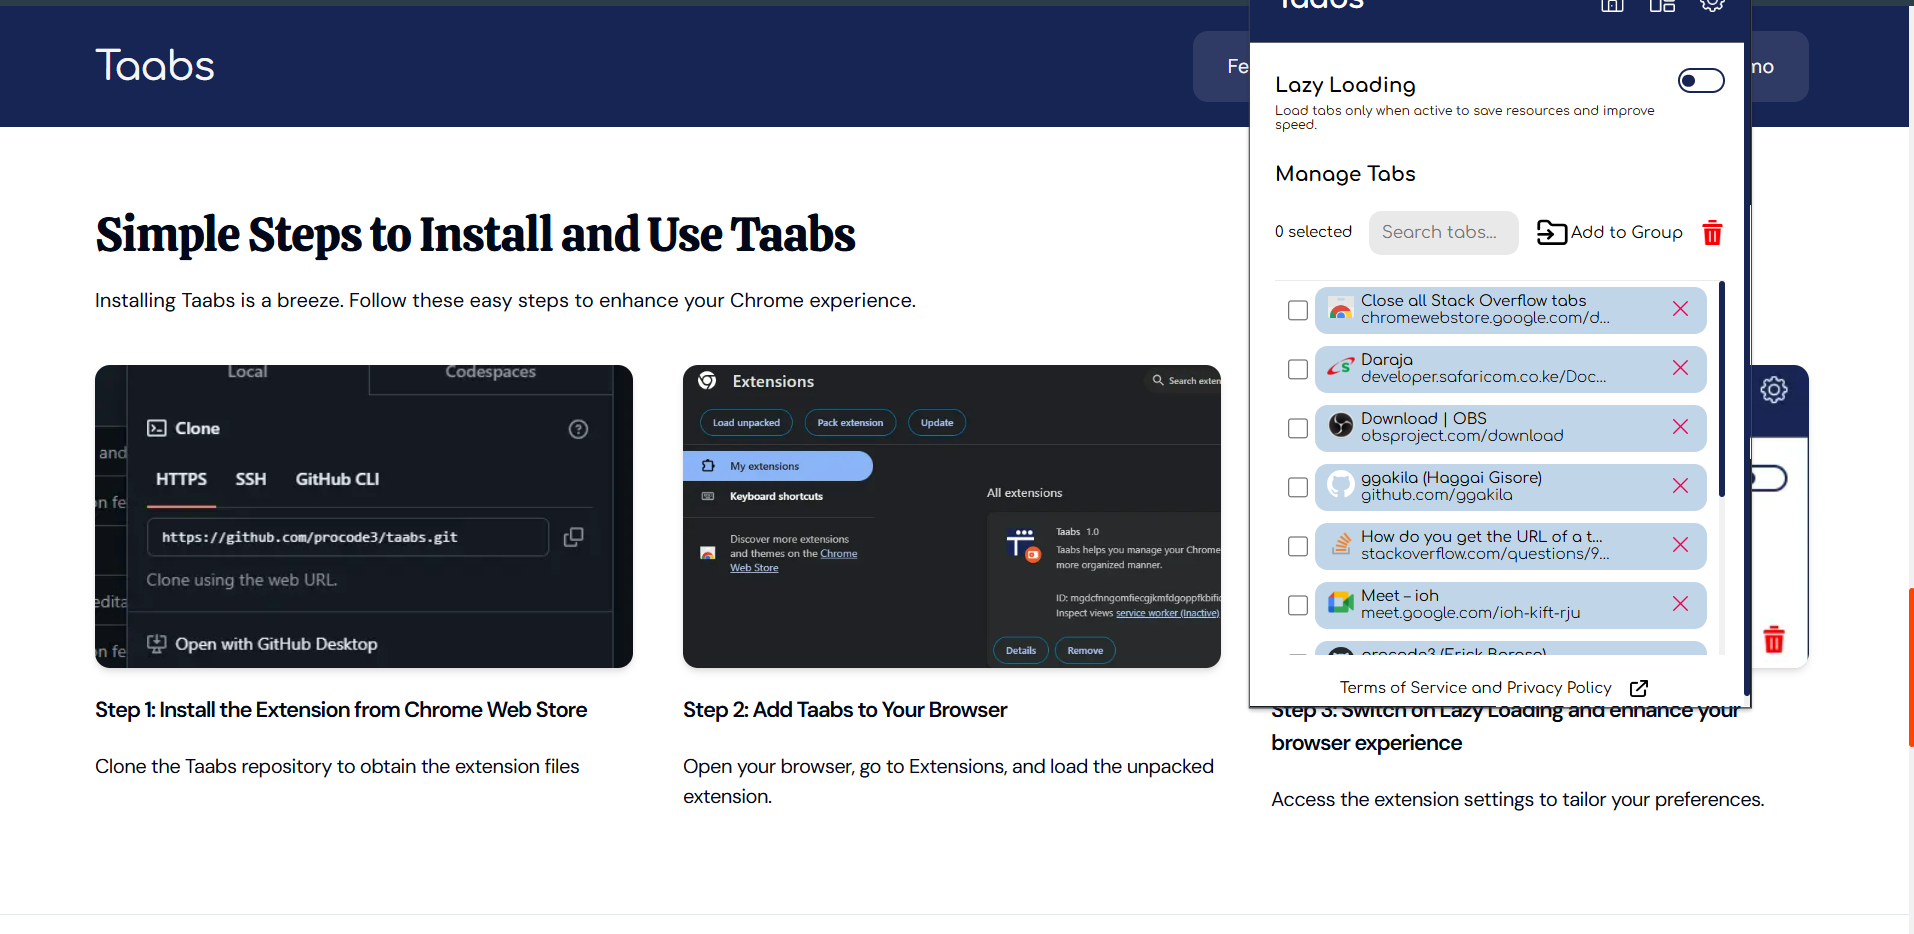 Taabs
Fe
mo
Simple Steps to Install and Use Taabs
Installing Taabs is a breeze. Follow these easy steps to enhance your Chrome experience.
Local
Codespaces
Clone
and
HTTPS
SSH
GitHub CLI
on fe
https://github.com/procode3/taabs.git
Clone using the web URL.
edita
Open with GitHub Desktop
on fe
Extensions
Search exten
Load unpacked
Pack extension
Update
My extensions
Keyboard shortcuts
All extensions
Discover more extensions
and themes on the Chrome
Web Store
Taabs 1.0
Taabs helps you manage your Chrome
more organized manner.
ID: mgdcfnngomfiecgjkmfdgoppfkbific
Inspect views service worker (Inactive)
Details
Remove
Step 1: Install the Extension from Chrome Web Store
Clone the Taabs repository to obtain the extension files
Step 2: Add Taabs to Your Browser
Open your browser, go to Extensions, and load the unpacked
extension.
Step 3: Switch on Lazy Loading and enhance your
browser experience
Access the extension settings to tailor your preferences.
Taabs
Lazy Loading
Load tabs only when active to save resources and improve
speed.
Manage Tabs
0 selected
Search tabs...
Add to Group
Close all Stack Overflow tabs
chromewebstore.google.com/d...
Daraja
developer.safaricom.co.ke/Doc...
Download | OBS
obsproject.com/download
ggakila (Haggai Gisore)
github.com/ggakila
How do you get the URL of a t...
stackoverflow.com/questions/9...
Meet – ioh
meet.google.com/ioh-kift-rju
procode3 (Erick Boroso)
Terms of Service and Privacy Policy